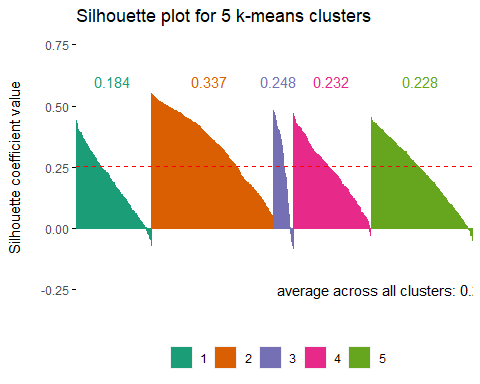 Silhouette plot for 5 k-means clusters
0.75
0.184 0.337 0.248 0.232 0.228
0.50
0.25
0.00
-0.25
Silhouette coefficient value
average across all clusters: 0.
1 2 3 4 5